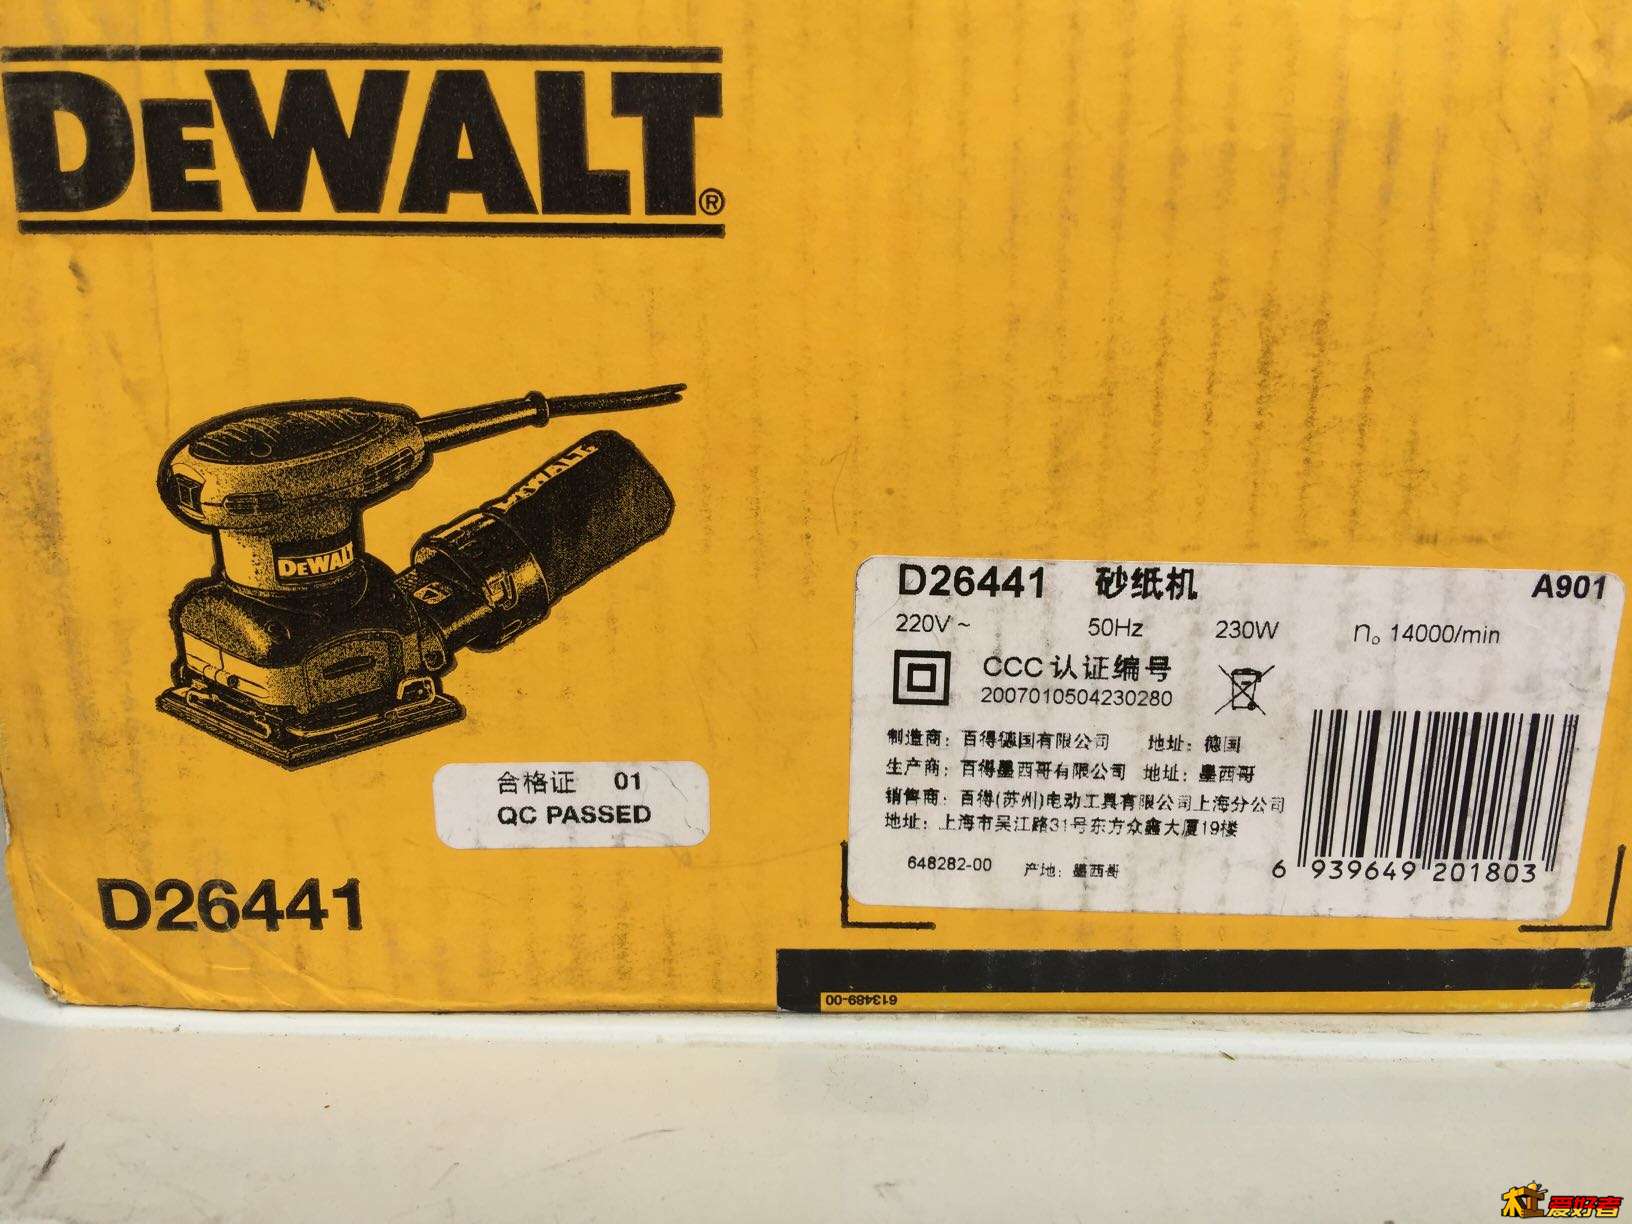 DEWALT®
DEWALT
DEWALT
合格证 01
QC PASSED
D26441
D26441 砂纸机 A901
220V~ 50Hz 230W n₀ 14000/min
CCC 认证编号
2007010504230280
制造商：百得德国有限公司 地址：德国
生产商：百得墨西哥有限公司 地址：墨西哥
销售商：百得(苏州)电动工具有限公司上海分公司
地址：上海市吴江路31号东方众鑫大厦19楼
648282-00 产地：墨西哥
6 939649 201803
613489-00
木工爱好者